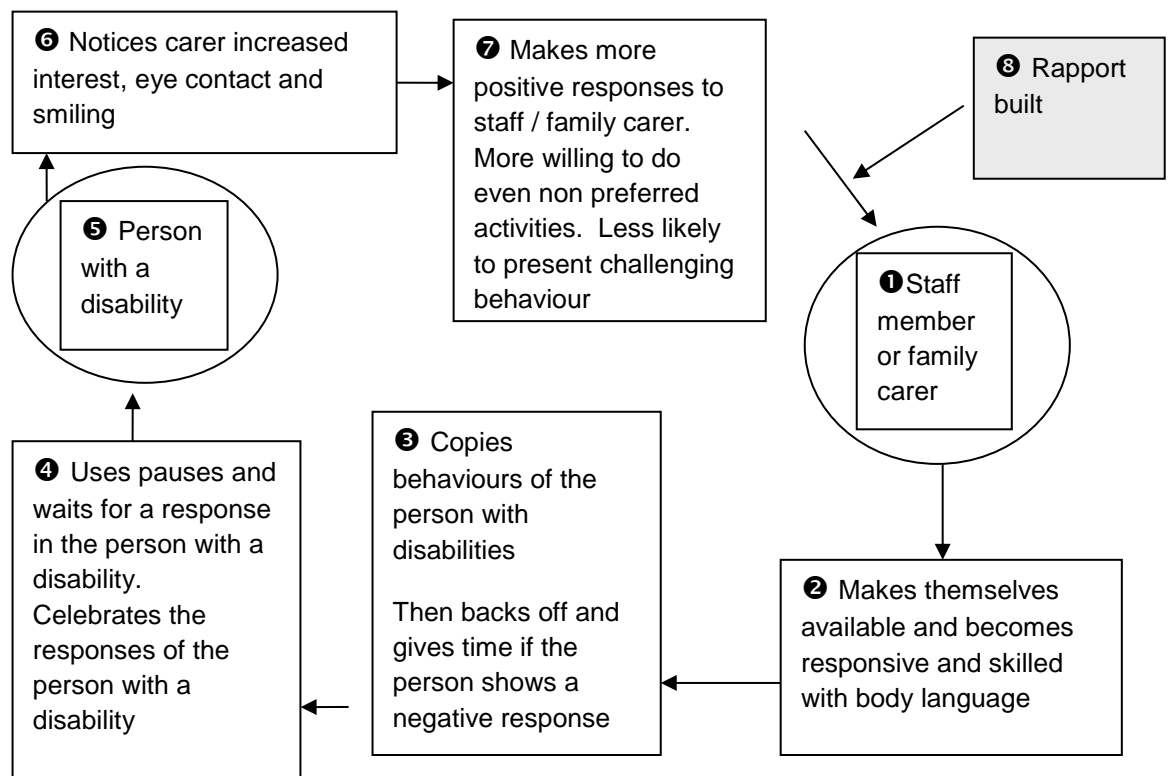 ❻ Notices carer increased
interest, eye contact and
smiling
❼ Makes more
positive responses to
staff / family carer.
More willing to do
even non preferred
activities.  Less likely
to present challenging
behaviour
❽ Rapport
built
❺ Person
with a
disability
❶Staff
member
or family
carer
❹ Uses pauses and
waits for a response
in the person with a
disability.
Celebrates the
responses of the
person with a
disability
❸ Copies
behaviours of the
person with
disabilities
Then backs off and
gives time if the
person shows a
negative response
❷ Makes themselves
available and becomes
responsive and skilled
with body language